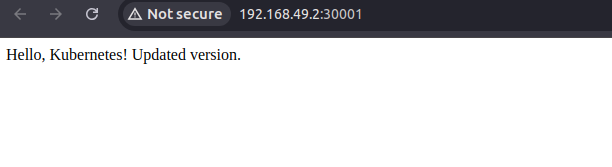 Not secure 192.168.49.2:30001
Hello, Kubernetes! Updated version.